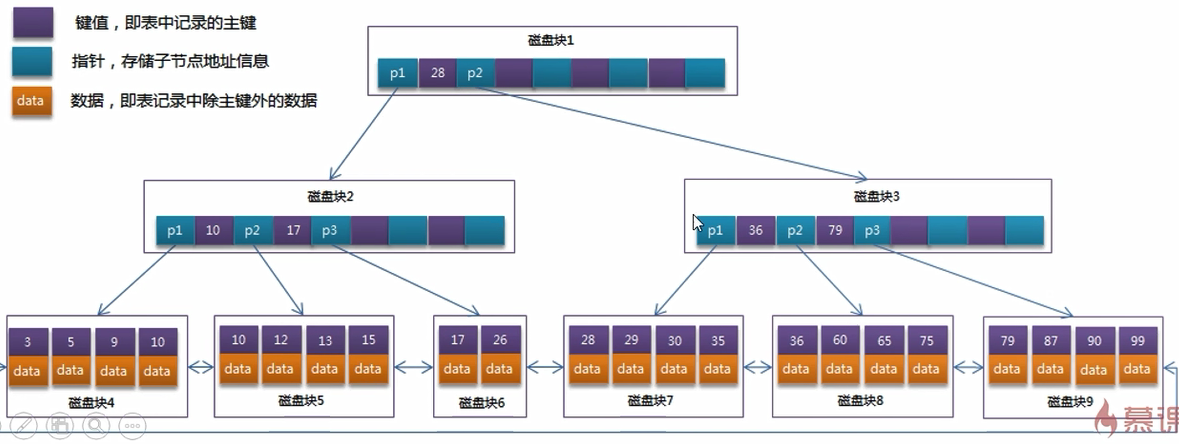 键值，即表中记录的主键
指针，存储子节点地址信息
data 数据，即表记录中除主键外的数据
磁盘块1
p1 28 p2
磁盘块2
p1 10 p2 17 p3
磁盘块3
p1 36 p2 79 p3
3 5 9 10
data data data data
磁盘块4
10 12 13 15
data data data data
磁盘块5
17 26
data data
磁盘块6
28 29 30 35
data data data data
磁盘块7
36 60 65 75
data data data data
磁盘块8
79 87 90 99
data data data data
磁盘块9
慕课